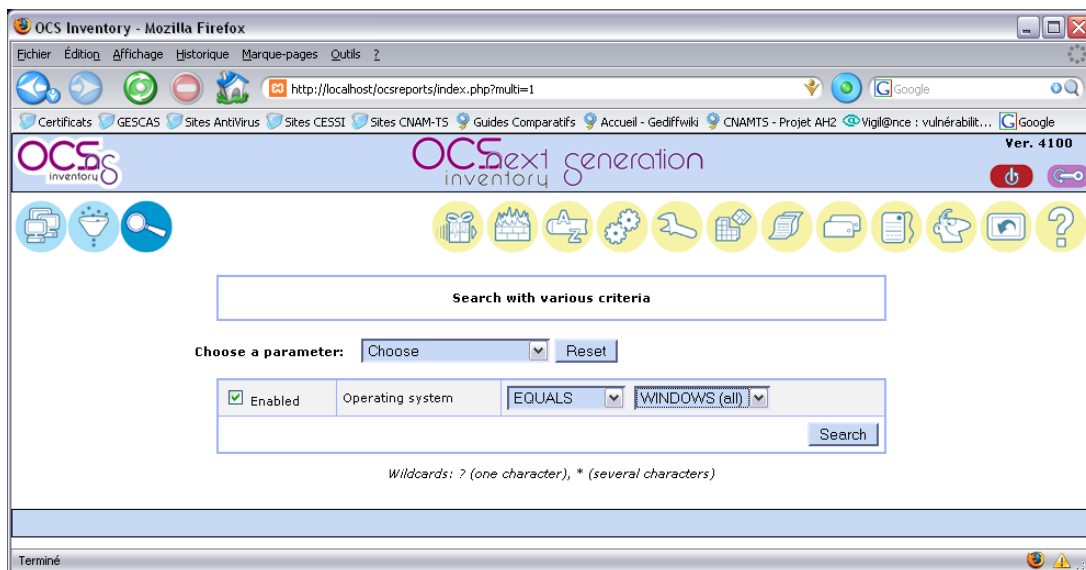 OCS Inventory - Mozilla Firefox
Fichier Édition Affichage Historique Marque-pages Outils ?
http://localhost/ocsreports/index.php?multi=1
G Google
Certificats GESCAS Sites AntiVirus Sites CESSI Sites CNAM-TS Guides Comparatifs Accueil - Gediffwiki CNAMTS - Projet AH2 Vigil@nce : vulnérabilit... G Google
OCS ng inventory
OCS next generation inventory
Ver. 4100
A Z
?
Search with various criteria
Choose a parameter: Choose Reset
Enabled Operating system EQUALS WINDOWS (all)
Search
Wildcards: ? (one character), * (several characters)
Terminé